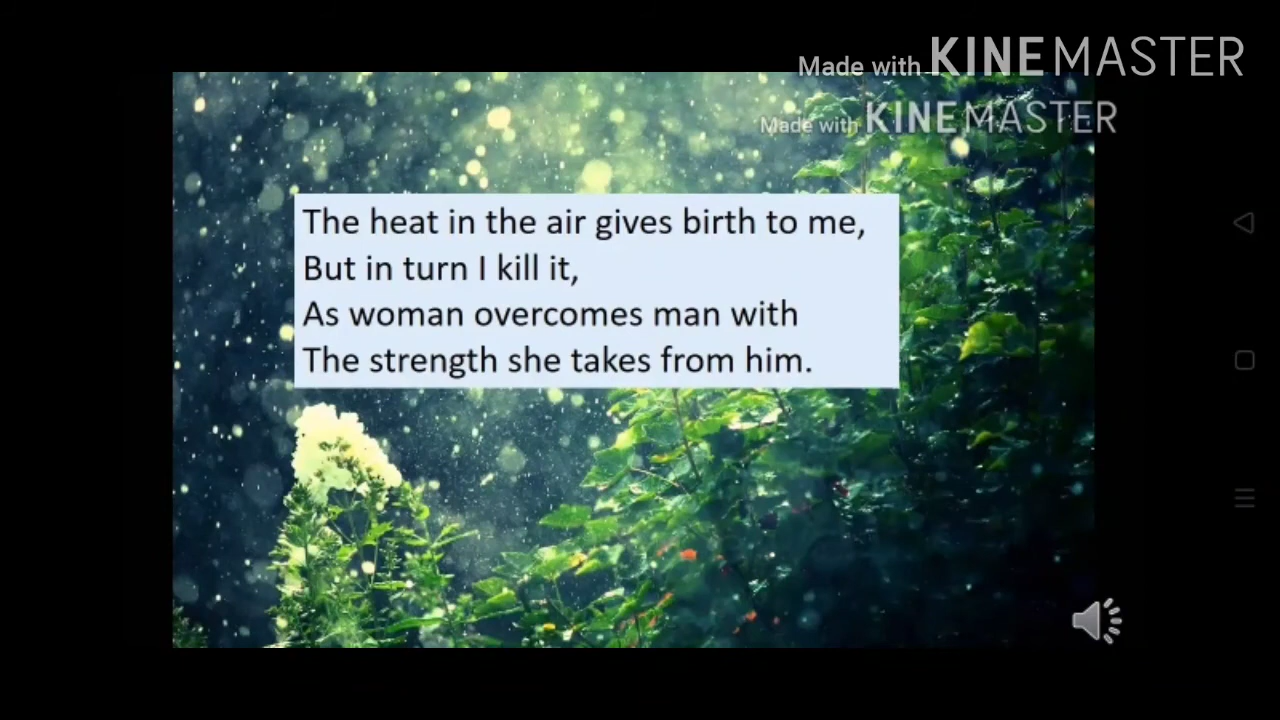 Made with KINEMASTER
Made with KINEMASTER
The heat in the air gives birth to me,
But in turn I kill it,
As woman overcomes man with
The strength she takes from him.